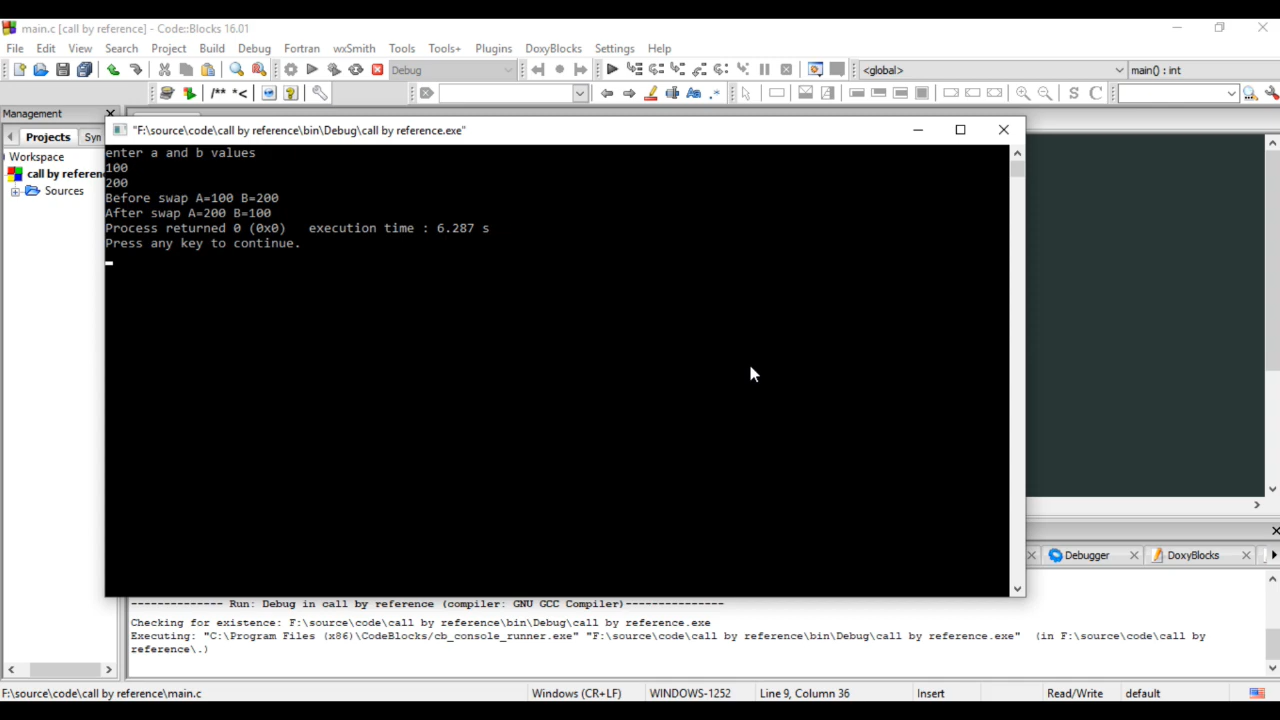 main.c [call by reference] - Code::Blocks 16.01
File Edit View Search Project Build Debug Fortran wxSmith Tools Tools+ Plugins DoxyBlocks Settings Help
Debug <global> main() : int
/** *< Aa .* S C
Management
Projects Syn
Workspace
call by referen
Sources
"F:\source\code\call by reference\bin\Debug\call by reference.exe"
enter a and b values
100
200
Before swap A=100 B=200
After swap A=200 B=100
Process returned 0 (0x0) execution time : 6.287 s
Press any key to continue.
Debugger DoxyBlocks
-------------- Run: Debug in call by reference (compiler: GNU GCC Compiler)---------------
Checking for existence: F:\source\code\call by reference\bin\Debug\call by reference.exe
Executing: "C:\Program Files (x86)\CodeBlocks/cb_console_runner.exe" "F:\source\code\call by reference\bin\Debug\call by reference.exe" (in F:\source\code\call by
reference\.)
F:\source\code\call by reference\main.c Windows (CR+LF) WINDOWS-1252 Line 9, Column 36 Insert Read/Write default